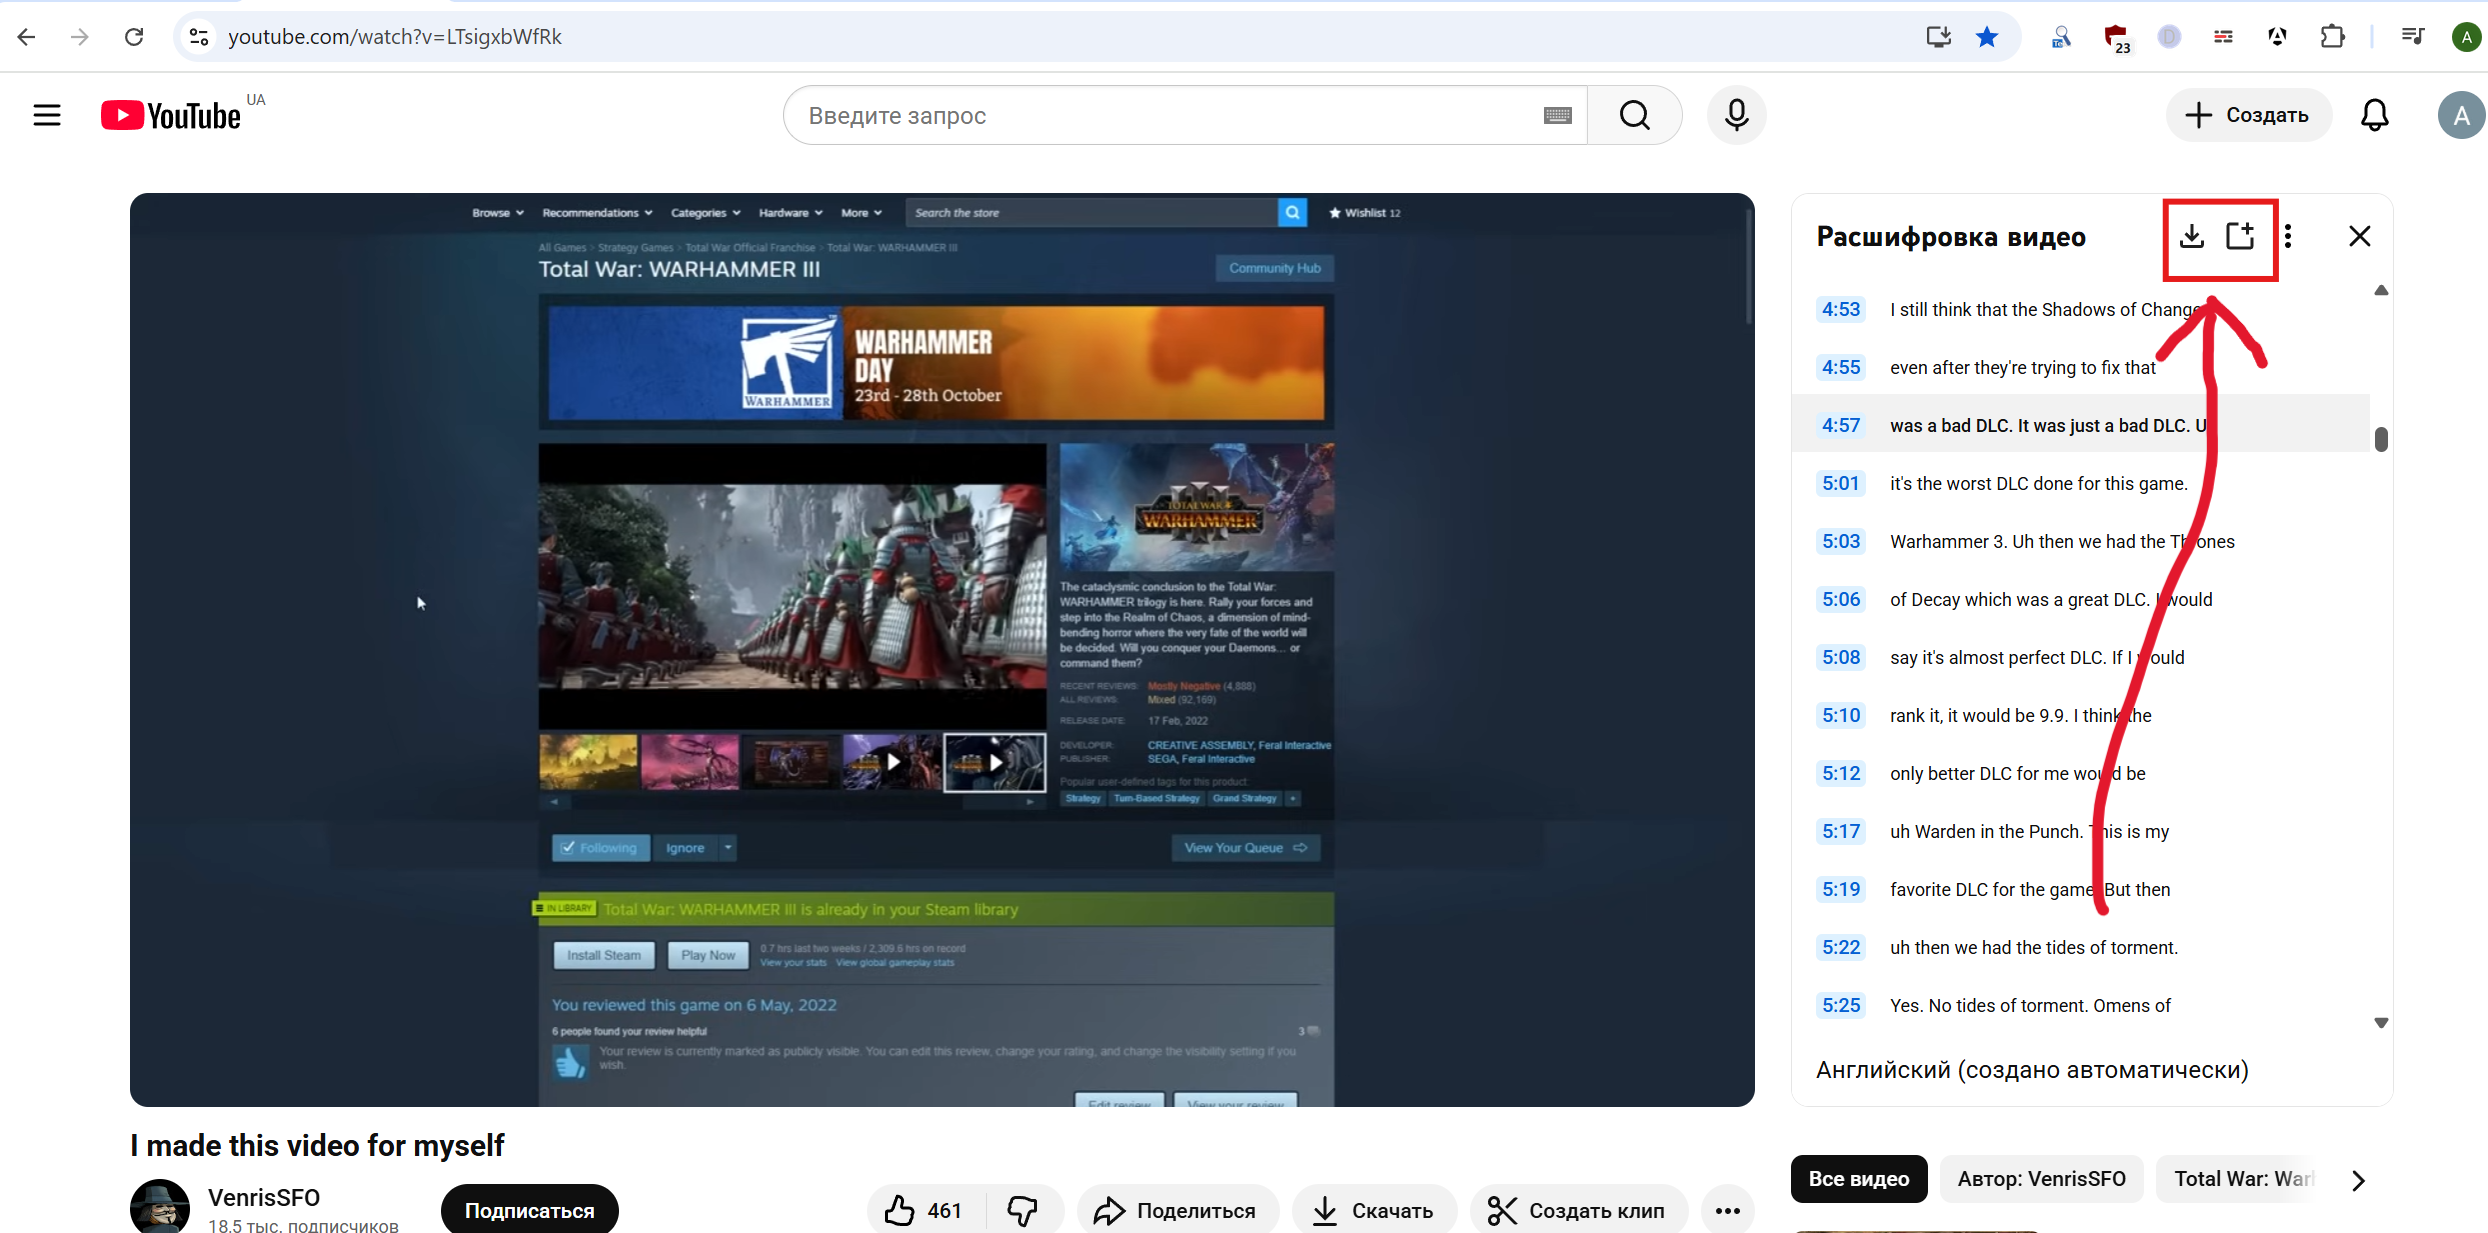 youtube.com/watch?v=LTsigxbWfRk
23
A
YouTube UA
Введите запрос
Создать
A
Browse Recommendations Categories Hardware More Search the store Wishlist 12
All Games > Strategy Games > Total War Official Franchise > Total War: WARHAMMER III
Total War: WARHAMMER III
Community Hub
WARHAMMER
WARHAMMER
DAY
23rd - 28th October
TOTAL WAR
WARHAMMER
III
The cataclysmic conclusion to the Total War:
WARHAMMER trilogy is here. Rally your forces and
step into the Realm of Chaos, a dimension of mind-
bending horror where the very fate of the world will
be decided. Will you conquer your Daemons... or
command them?
RECENT REVIEWS: Mostly Negative (4,888)
ALL REVIEWS: Mixed (92,169)
RELEASE DATE: 17 Feb, 2022
DEVELOPER: CREATIVE ASSEMBLY, Feral Interactive
PUBLISHER: SEGA, Feral Interactive
Popular user-defined tags for this product:
Strategy Turn-Based Strategy Grand Strategy +
Following Ignore View Your Queue
IN LIBRARY Total War: WARHAMMER III is already in your Steam library
Install Steam Play Now
0.7 hrs last two weeks / 2,309.6 hrs on record
View your stats View global gameplay stats
You reviewed this game on 6 May, 2022
6 people found your review helpful
3
Your review is currently marked as publicly visible. You can edit this review, change your rating, and change the visibility setting if you
wish.
Edit review View your review
Расшифровка видео
4:53 I still think that the Shadows of Change
4:55 even after they're trying to fix that
4:57 was a bad DLC. It was just a bad DLC. U
5:01 it's the worst DLC done for this game.
5:03 Warhammer 3. Uh then we had the Thrones
5:06 of Decay which was a great DLC. I would
5:08 say it's almost perfect DLC. If I would
5:10 rank it, it would be 9.9. I think the
5:12 only better DLC for me would be
5:17 uh Warden in the Punch. This is my
5:19 favorite DLC for the game. But then
5:22 uh then we had the tides of torment.
5:25 Yes. No tides of torment. Omens of
Английский (создано автоматически)
I made this video for myself
VenrisSFO
18,5 тыс. подписчиков
Подписаться
461
Поделиться
Скачать
Создать клип
Все видео
Автор: VenrisSFO
Total War: Warh